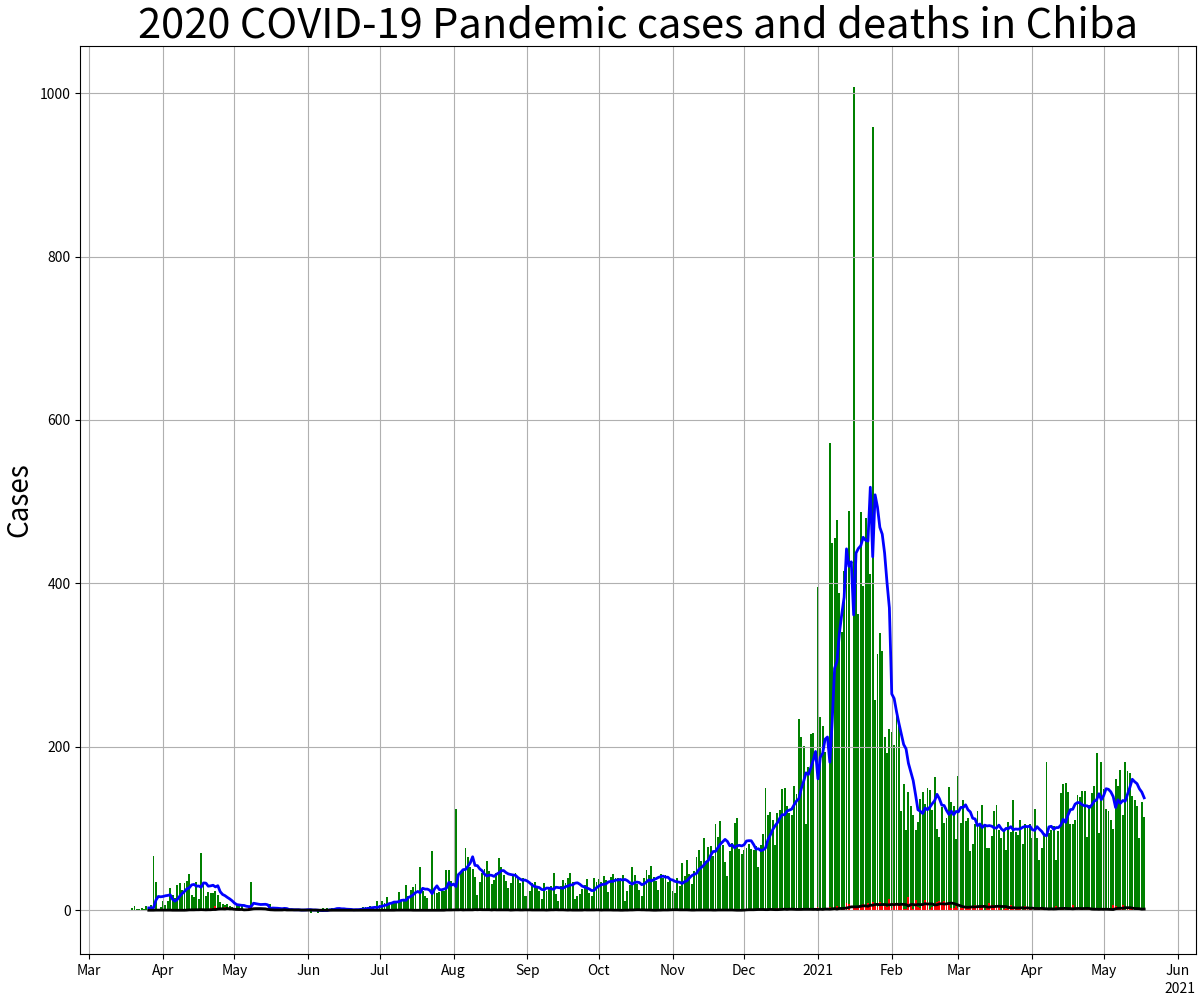 2020 COVID-19 Pandemic cases and deaths in Chiba
1000
800
600
400
200
0
Cases
Mar Apr May Jun Jul Aug Sep Oct Nov Dec 2021 Feb Mar Apr May Jun
2021